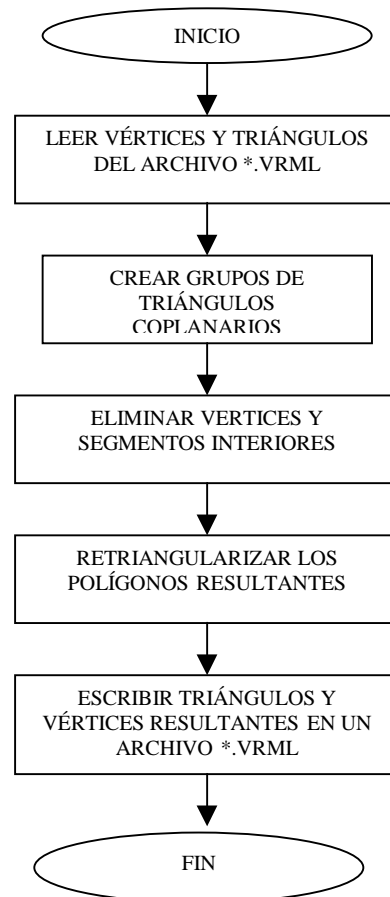 INICIO
LEER VÉRTICES Y TRIÁNGULOS
DEL ARCHIVO *.VRML
CREAR GRUPOS DE
TRIÁNGULOS
COPLANARIOS
ELIMINAR VERTICES Y
SEGMENTOS INTERIORES
RETRIANGULARIZAR LOS
POLÍGONOS RESULTANTES
ESCRIBIR TRIÁNGULOS Y
VÉRTICES RESULTANTES EN UN
ARCHIVO *.VRML
FIN